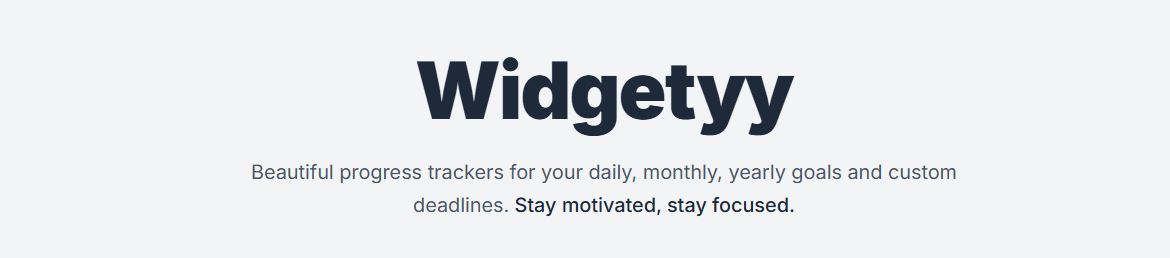 Widgetyy
Beautiful progress trackers for your daily, monthly, yearly goals and custom
deadlines. Stay motivated, stay focused.